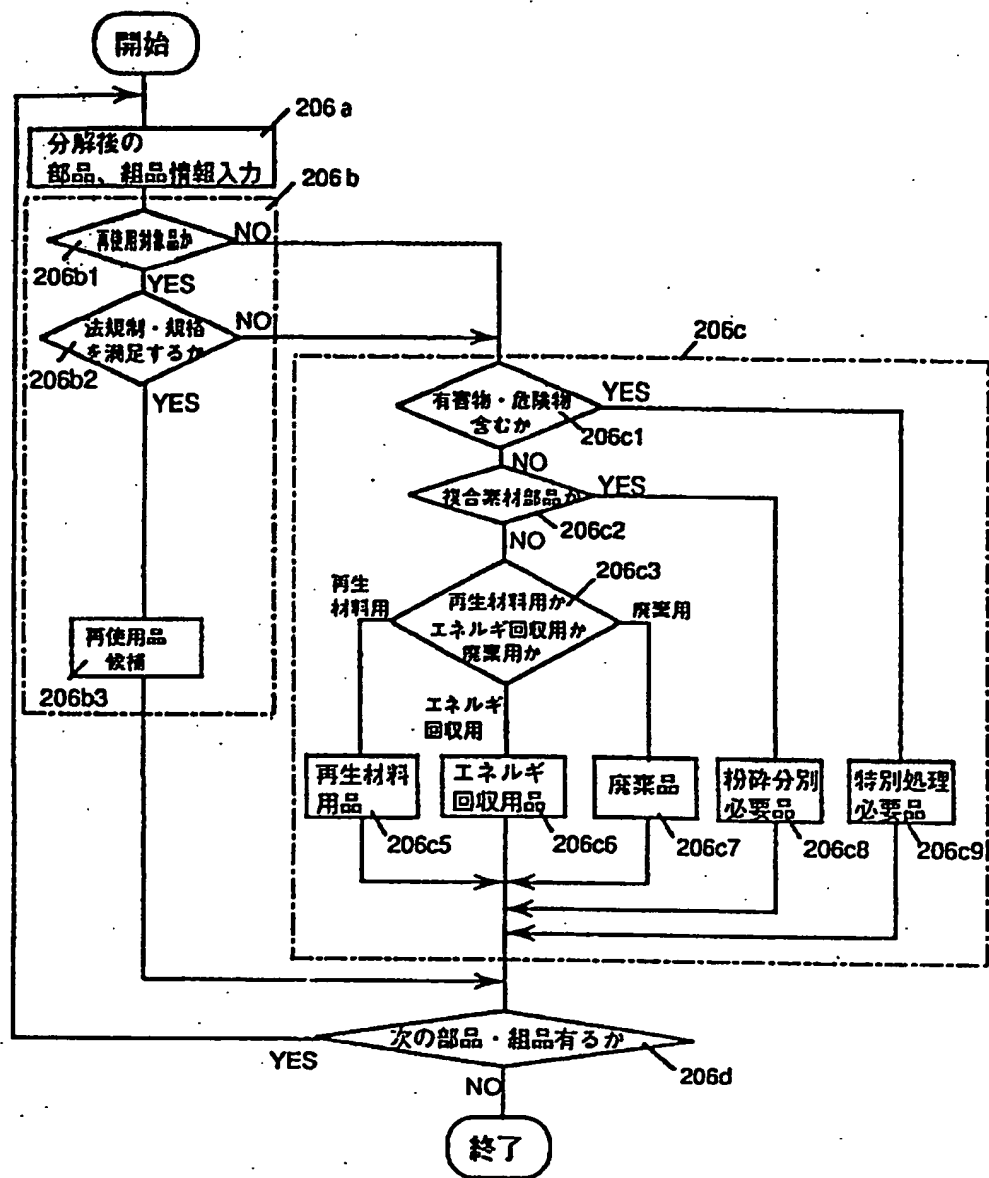 開始
206a
分解後の
部品、組品情報入力
206b
再使用対象品か
NO
206b1
YES
法規制・規格
を満足するか
NO
206b2
YES
再使用品
候補
206b3
206c
有害物・危険物
含むか
YES
206c1
NO
複合素材部品か
YES
206c2
NO
206c3
再生
材料用
再生材料用か
エネルギ回収用か
廃棄用か
廃棄用
エネルギ
回収用
再生材料
用品
エネルギ
回収用品
廃棄品
粉砕分別
必要品
特別処理
必要品
206c5
206c6
206c7
206c8
206c9
次の部品・組品有るか
YES
206d
NO
終了